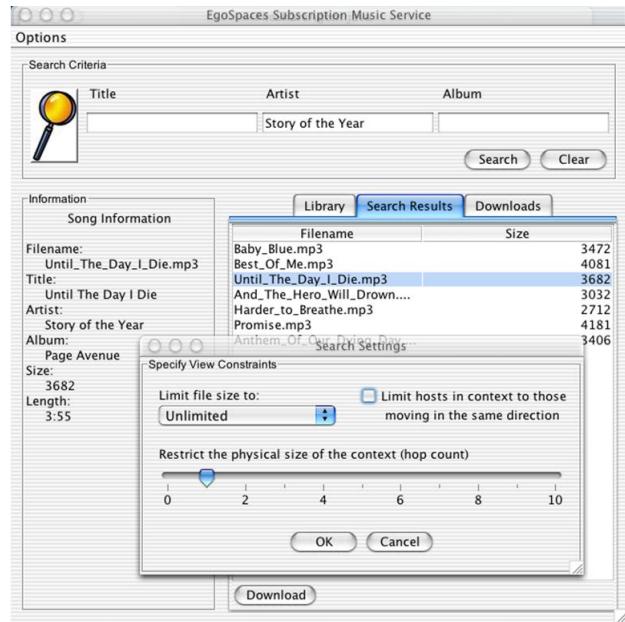 EgoSpaces Subscription Music Service
Options
Search Criteria
Title Artist Album
Story of the Year
Search Clear
Information
Song Information
Filename:
Until_The_Day_I_Die.mp3
Title:
Until The Day I Die
Artist:
Story of the Year
Album:
Page Avenue
Size:
3682
Length:
3:55
Library Search Results Downloads
Filename Size
Baby_Blue.mp3 3472
Best_Of_Me.mp3 4081
Until_The_Day_I_Die.mp3 3682
And_The_Hero_Will_Drown.... 3032
Harder_to_Breathe.mp3 2712
Promise.mp3 4181
Anthem_Of_Our_Dying_Day.... 3406
Search Settings
Specify View Constraints
Limit file size to:
Unlimited
Limit hosts in context to those
moving in the same direction
Restrict the physical size of the context (hop count)
0 2 4 6 8 10
OK Cancel
Download